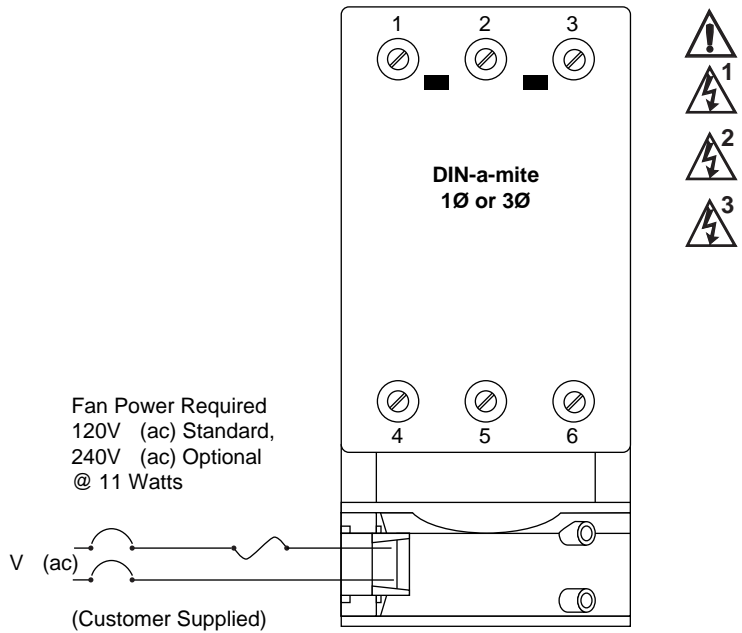 1 2 3
1
2
3
DIN-a-mite
1Ø or 3Ø
4 5 6
Fan Power Required
120V (ac) Standard,
240V (ac) Optional
@ 11 Watts
V (ac)
(Customer Supplied)